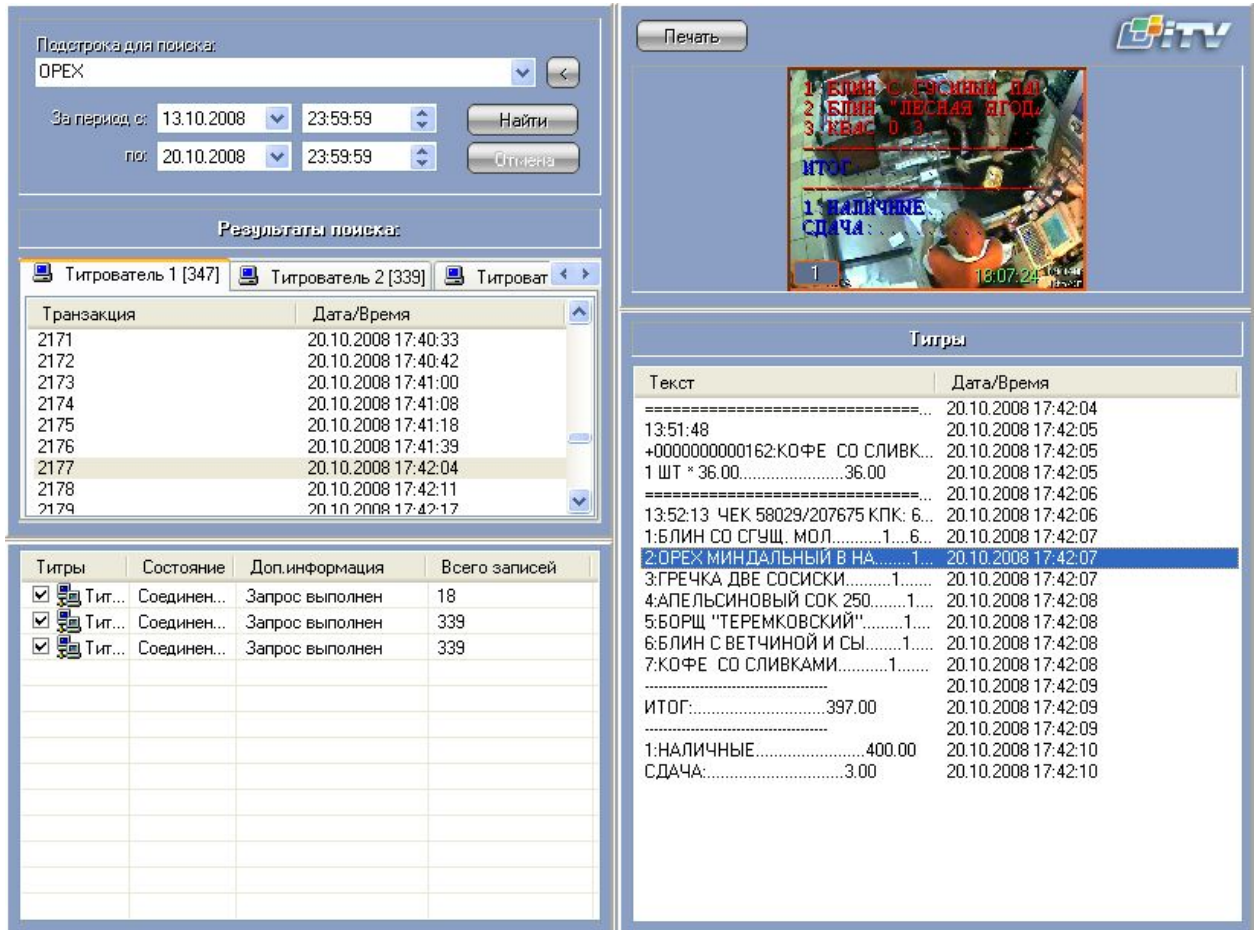 Подстрока для поиска:
ОРЕХ
<
За период с: 13.10.2008 23:59:59 Найти
по: 20.10.2008 23:59:59 Отмена
Результаты поиска:
Титрователь 1 [347] Титрователь 2 [339] Титроват
Транзакция Дата/Время
2171 20.10.2008 17:40:33
2172 20.10.2008 17:40:42
2173 20.10.2008 17:41:00
2174 20.10.2008 17:41:08
2175 20.10.2008 17:41:18
2176 20.10.2008 17:41:39
2177 20.10.2008 17:42:04
2178 20.10.2008 17:42:11
2179 20.10.2008 17:42:17
Титры Состояние Доп.информация Всего записей
Тит... Соединен... Запрос выполнен 18
Тит... Соединен... Запрос выполнен 339
Тит... Соединен... Запрос выполнен 339
Печать
iTV
1 БЛИН С ГУСИНЫМ ПАШ
2 БЛИН "ЛЕСНАЯ ЯГОДА
3 КВАС 0 3
ИТОГ
1 НАЛИЧНЫЕ
СДАЧА:
1 18:07:24
Титры
Текст Дата/Время
==============================... 20.10.2008 17:42:04
13:51:48 20.10.2008 17:42:05
+0000000000162:КОФЕ СО СЛИВК... 20.10.2008 17:42:05
1 ШТ * 36.00.......................36.00 20.10.2008 17:42:05
==============================... 20.10.2008 17:42:06
13:52:13 ЧЕК 58029/207675 КПК: 6... 20.10.2008 17:42:06
1:БЛИН СО СГУЩ. МОЛ...........1....6... 20.10.2008 17:42:07
2:ОРЕХ МИНДАЛЬНЫЙ В НА........1.... 20.10.2008 17:42:07
3:ГРЕЧКА ДВЕ СОСИСКИ..........1....... 20.10.2008 17:42:07
4:АПЕЛЬСИНОВЫЙ СОК 250........1.... 20.10.2008 17:42:08
5:БОРЩ "ТЕРЕМКОВСКИЙ".........1.... 20.10.2008 17:42:08
6:БЛИН С ВЕТЧИНОЙ И СЫ........1..... 20.10.2008 17:42:08
7:КОФЕ СО СЛИВКАМИ...........1....... 20.10.2008 17:42:08
---------------------------------------- 20.10.2008 17:42:09
ИТОГ:.............................397.00 20.10.2008 17:42:09
---------------------------------------- 20.10.2008 17:42:09
1:НАЛИЧНЫЕ........................400.00 20.10.2008 17:42:10
СДАЧА:..............................3.00 20.10.2008 17:42:10